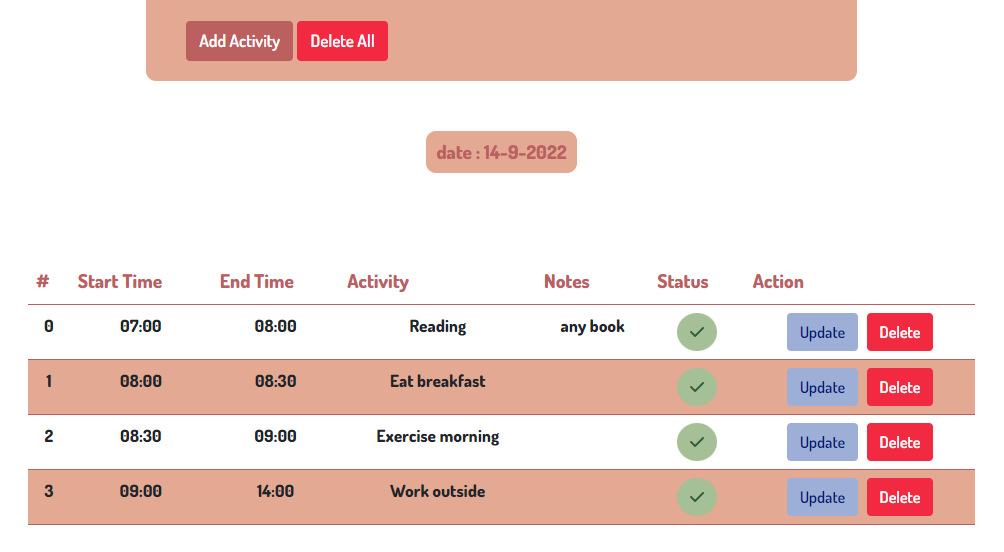 Add Activity Delete All
date : 14-9-2022
# Start Time End Time Activity Notes Status Action
0 07:00 08:00 Reading any book Update Delete
1 08:00 08:30 Eat breakfast Update Delete
2 08:30 09:00 Exercise morning Update Delete
3 09:00 14:00 Work outside Update Delete